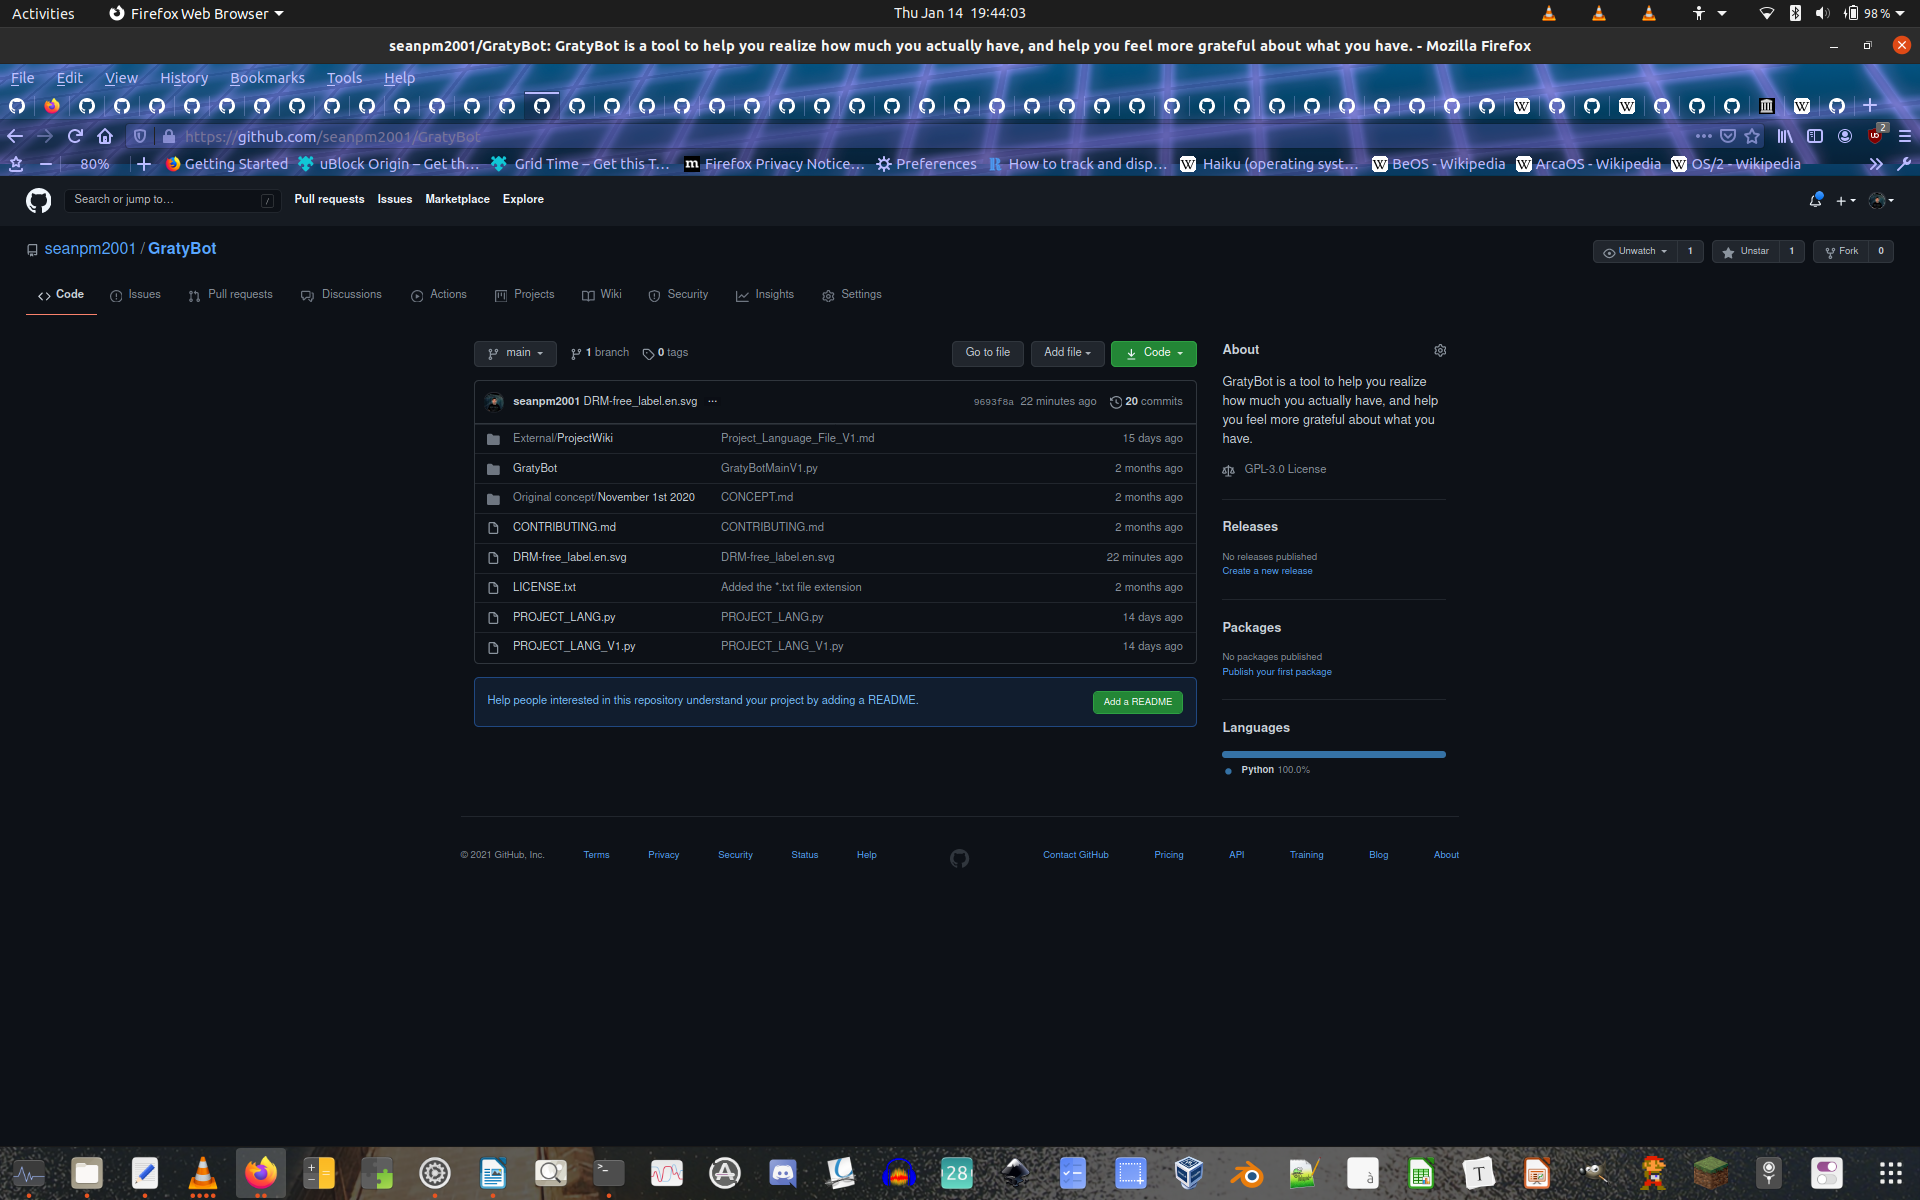 Activities Firefox Web Browser Thu Jan 14 19:44:03 98%
seanpm2001/GratyBot: GratyBot is a tool to help you realize how much you actually have, and help you feel more grateful about what you have. - Mozilla Firefox
File Edit View History Bookmarks Tools Help
https://github.com/seanpm2001/GratyBot 2
80% Getting Started uBlock Origin – Get th… Grid Time – Get this T… Firefox Privacy Notice… Preferences How to track and disp… Haiku (operating syst… BeOS - Wikipedia ArcaOS - Wikipedia OS/2 - Wikipedia
Search or jump to… / Pull requests Issues Marketplace Explore
seanpm2001 / GratyBot Unwatch 1 Unstar 1 Fork 0
Code Issues Pull requests Discussions Actions Projects Wiki Security Insights Settings
main 1 branch 0 tags Go to file Add file Code
seanpm2001 DRM-free_label.en.svg ... 9693f8a 22 minutes ago 20 commits
External/ProjectWiki Project_Language_File_V1.md 15 days ago
GratyBot GratyBotMainV1.py 2 months ago
Original concept/November 1st 2020 CONCEPT.md 2 months ago
CONTRIBUTING.md CONTRIBUTING.md 2 months ago
DRM-free_label.en.svg DRM-free_label.en.svg 22 minutes ago
LICENSE.txt Added the *.txt file extension 2 months ago
PROJECT_LANG.py PROJECT_LANG.py 14 days ago
PROJECT_LANG_V1.py PROJECT_LANG_V1.py 14 days ago
Help people interested in this repository understand your project by adding a README. Add a README
About
GratyBot is a tool to help you realize
how much you actually have, and help
you feel more grateful about what you
have.
GPL-3.0 License
Releases
No releases published
Create a new release
Packages
No packages published
Publish your first package
Languages
Python 100.0%
© 2021 GitHub, Inc. Terms Privacy Security Status Help Contact GitHub Pricing API Training Blog About
28